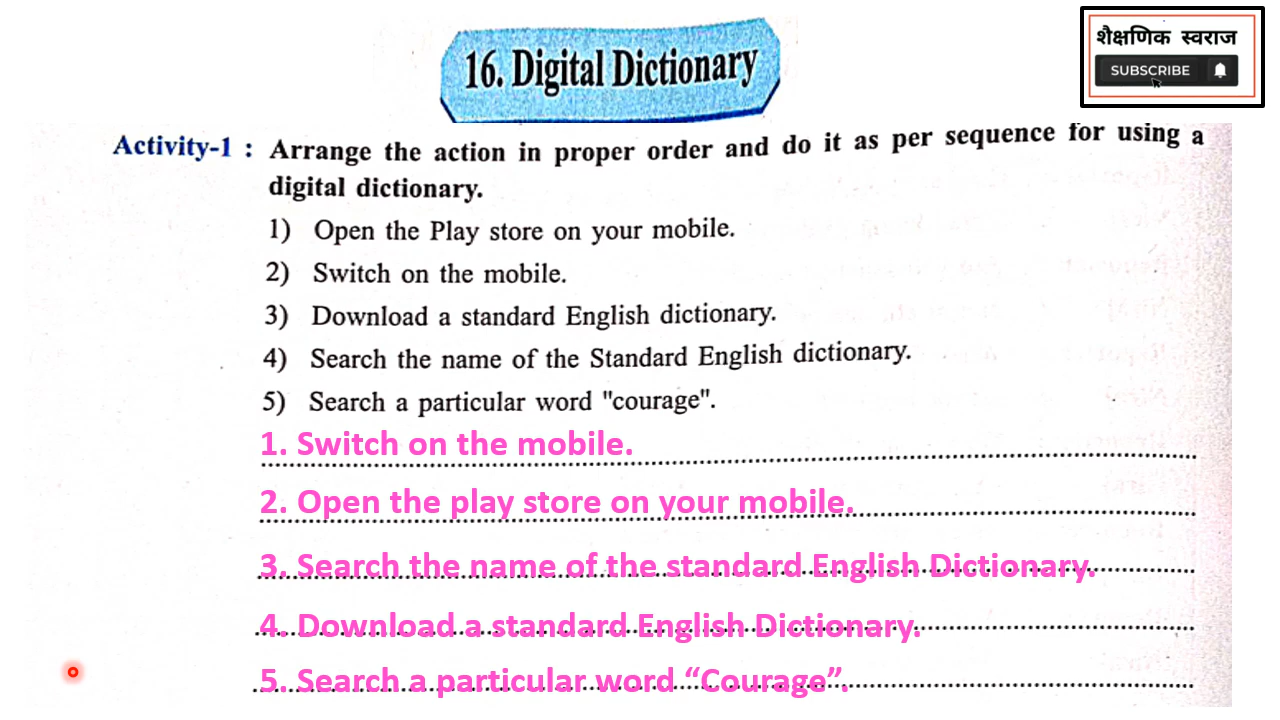 16. Digital Dictionary
शैक्षणिक स्वराज
SUBSCRIBE
Activity-1 : Arrange the action in proper order and do it as per sequence for using a
digital dictionary.
1) Open the Play store on your mobile.
2) Switch on the mobile.
3) Download a standard English dictionary.
4) Search the name of the Standard English dictionary.
5) Search a particular word "courage".
1. Switch on the mobile.
2. Open the play store on your mobile.
3. Search the name of the standard English Dictionary.
4. Download a standard English Dictionary.
5. Search a particular word “Courage”.